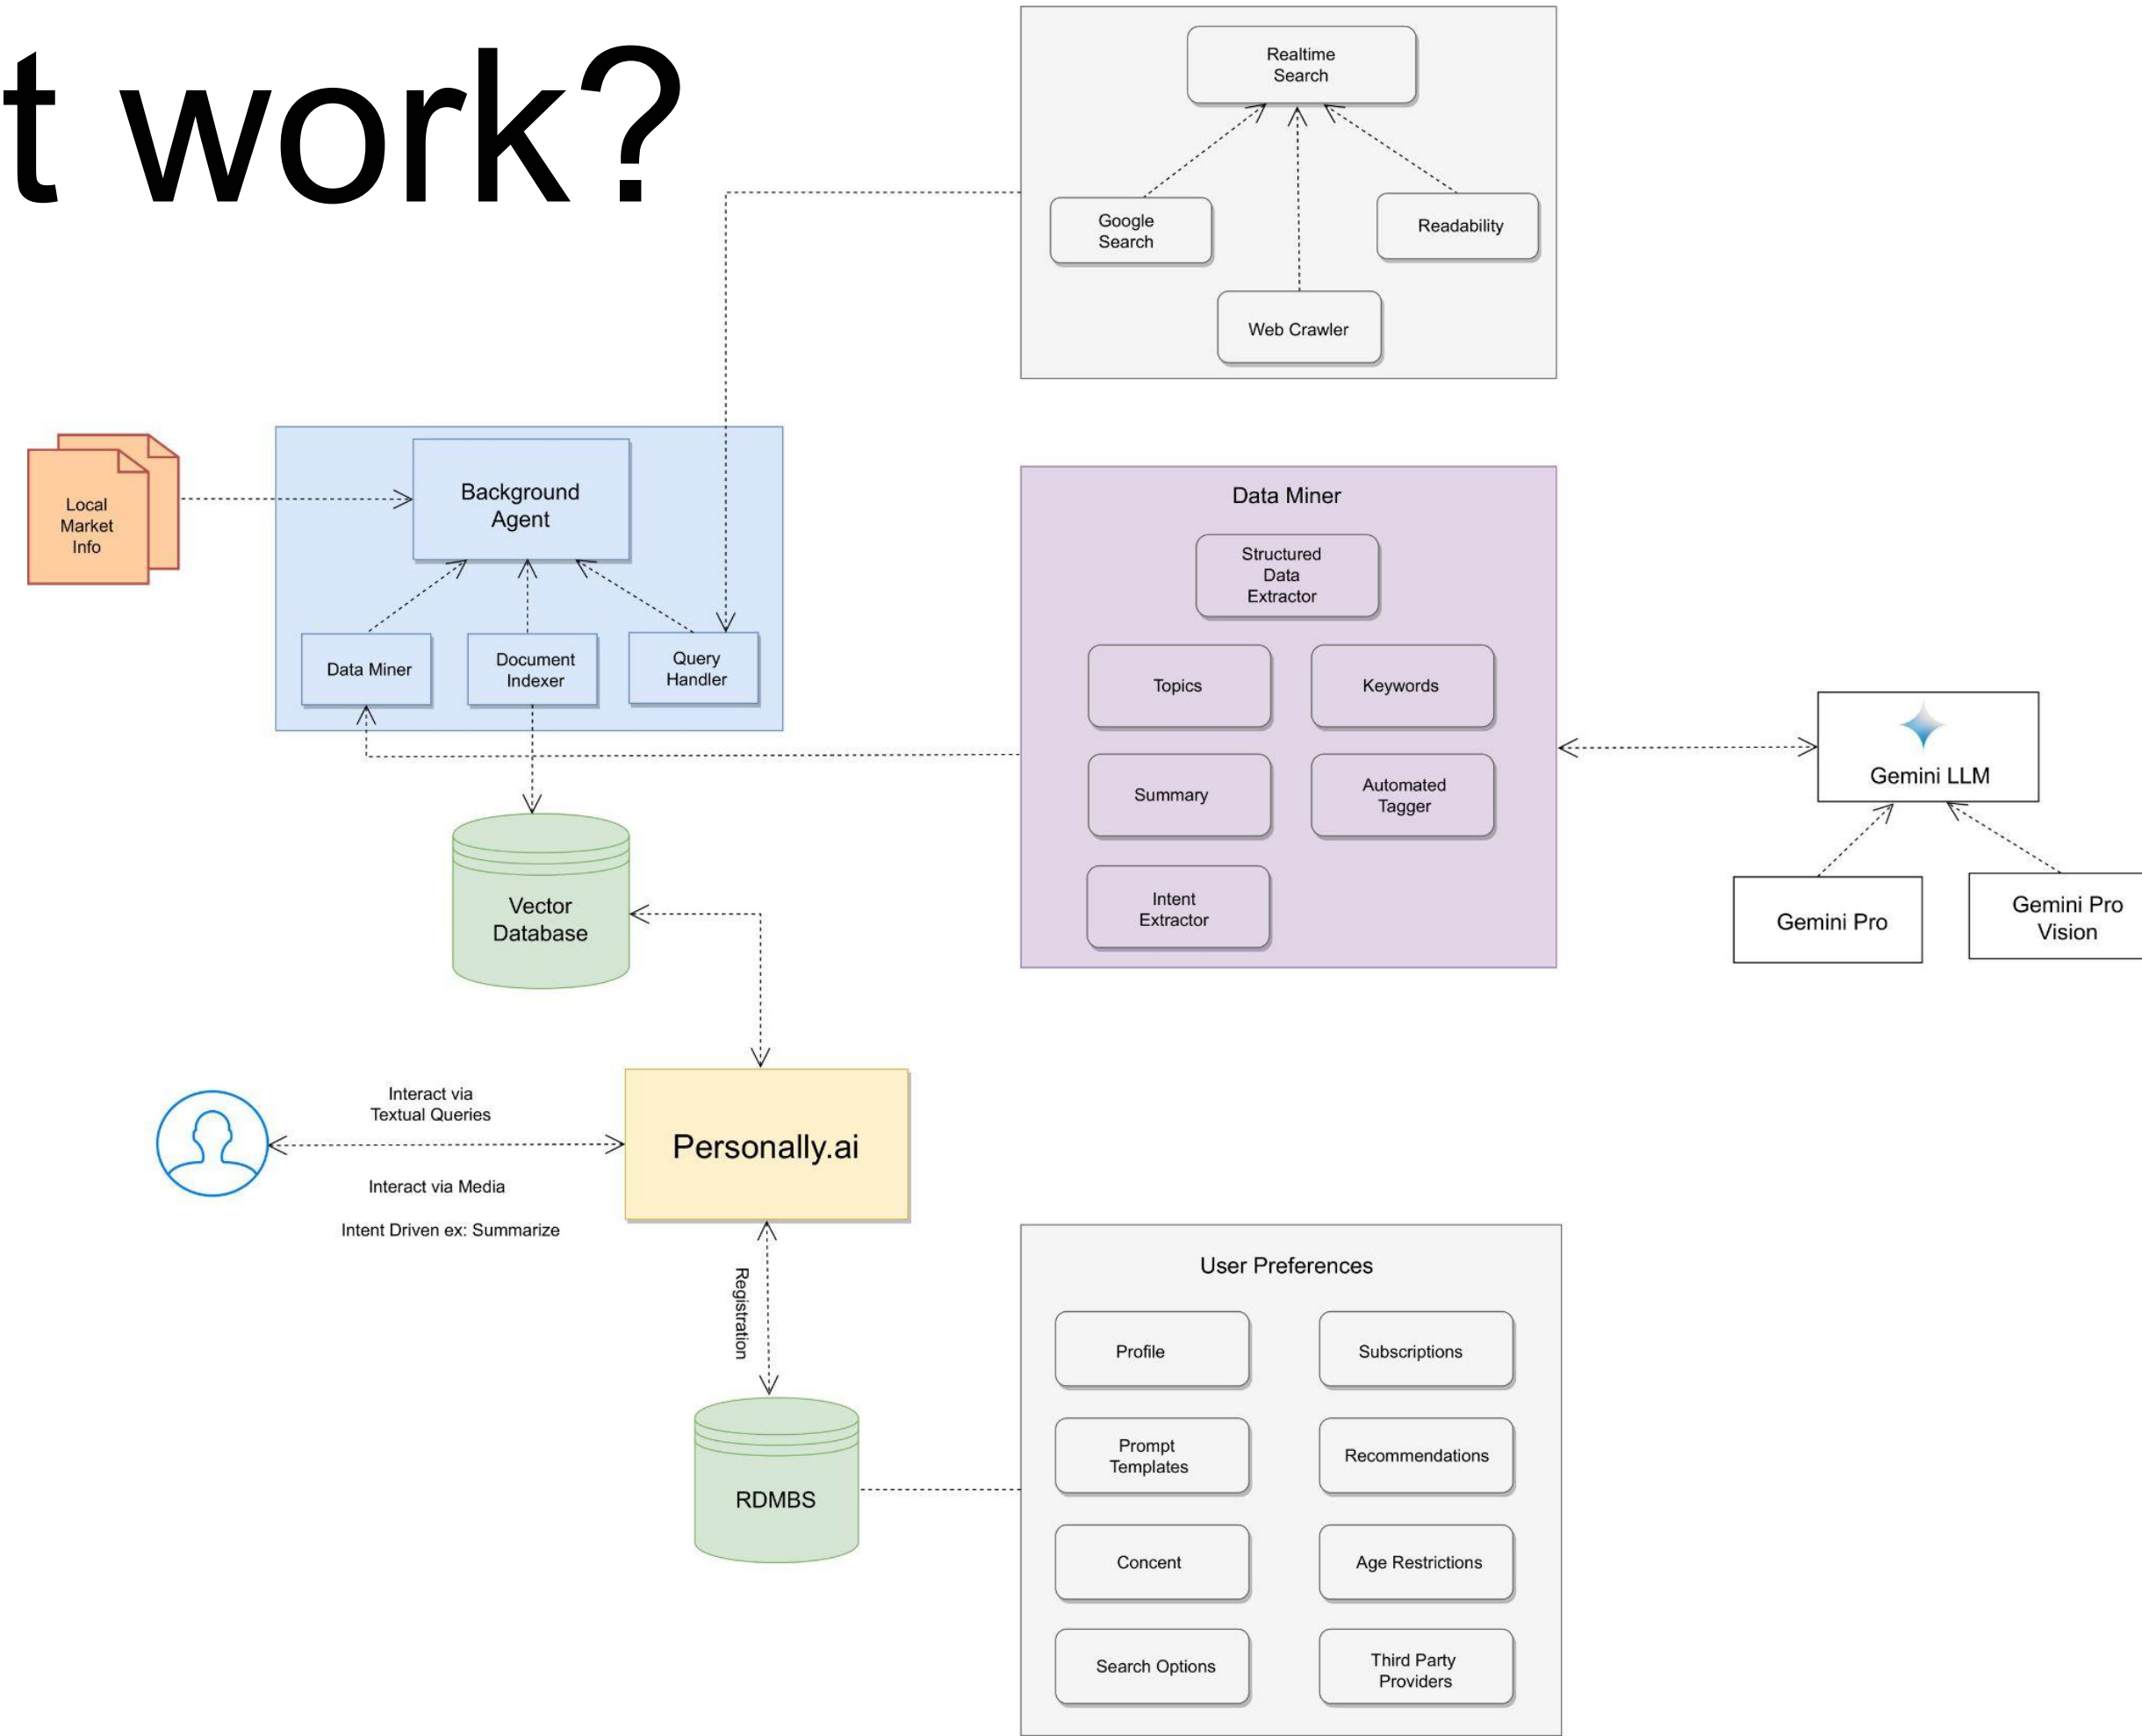 t work?
Realtime
Search
Google
Search
Readability
Web Crawler
Local
Market
Info
Background
Agent
Data Miner
Document
Indexer
Query
Handler
Data Miner
Structured
Data
Extractor
Topics
Keywords
Summary
Automated
Tagger
Intent
Extractor
Gemini LLM
Gemini Pro
Gemini Pro
Vision
Vector
Database
Interact via
Textual Queries
Interact via Media
Intent Driven ex: Summarize
Personally.ai
Registration
RDMBS
User Preferences
Profile
Subscriptions
Prompt
Templates
Recommendations
Concent
Age Restrictions
Search Options
Third Party
Providers